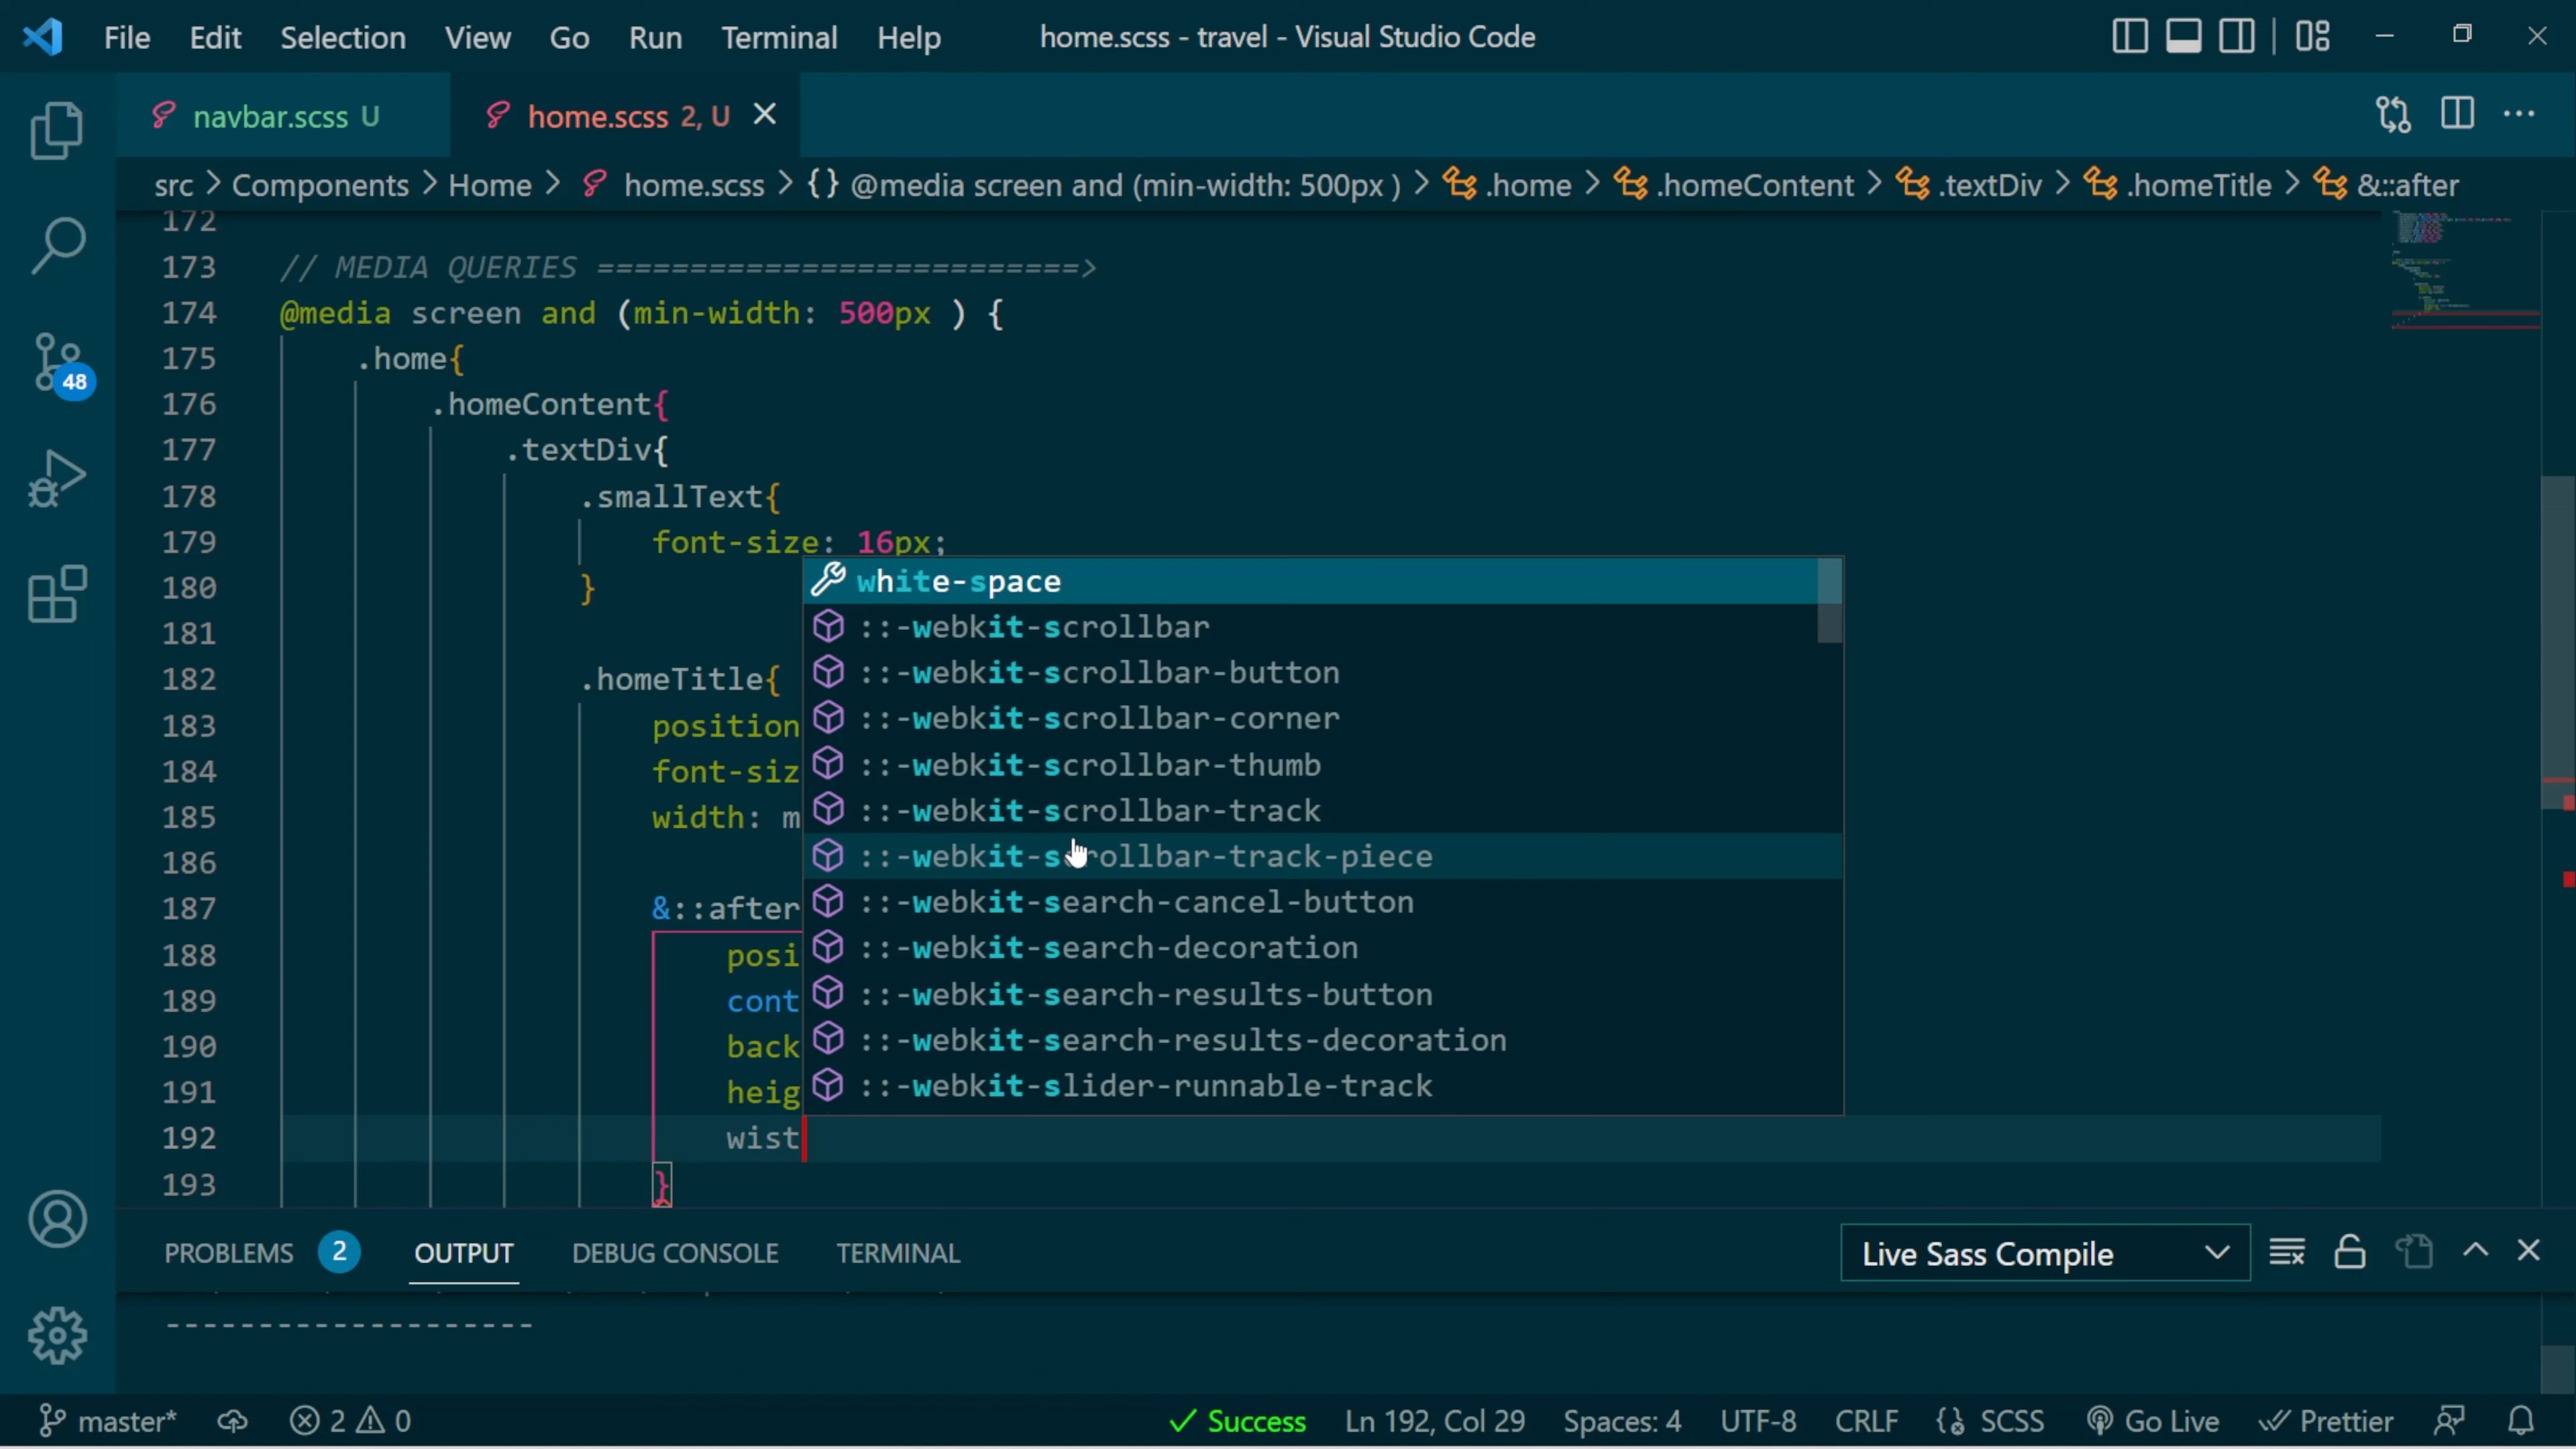 File Edit Selection View Go Run Terminal Help home.scss - travel - Visual Studio Code
navbar.scss U home.scss 2, U
src > Components > Home > home.scss > {} @media screen and (min-width: 500px ) > .home > .homeContent > .textDiv > .homeTitle > &::after
172
173 // MEDIA QUERIES ==========================>
174 @media screen and (min-width: 500px ) {
175 .home{
176 .homeContent{
177 .textDiv{
178 .smallText{
179 font-size: 16px;
180 }
181
182 .homeTitle{
183 position
184 font-siz
185 width: m
186
187 &::after
188 posi
189 cont
190 back
191 heig
192 wist
193 }
white-space
::-webkit-scrollbar
::-webkit-scrollbar-button
::-webkit-scrollbar-corner
::-webkit-scrollbar-thumb
::-webkit-scrollbar-track
::-webkit-scrollbar-track-piece
::-webkit-search-cancel-button
::-webkit-search-decoration
::-webkit-search-results-button
::-webkit-search-results-decoration
::-webkit-slider-runnable-track
48
PROBLEMS 2 OUTPUT DEBUG CONSOLE TERMINAL Live Sass Compile
--------------------
master* 2 0 Success Ln 192, Col 29 Spaces: 4 UTF-8 CRLF SCSS Go Live Prettier